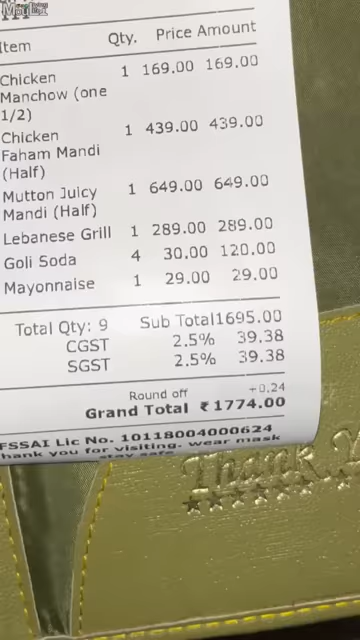 Item Qty. Price Amount
Chicken 1 169.00 169.00
Manchow (one
1/2)
Chicken 1 439.00 439.00
Faham Mandi
(Half)
Mutton Juicy 1 649.00 649.00
Mandi (Half)
Lebanese Grill 1 289.00 289.00
Goli Soda 4 30.00 120.00
Mayonnaise 1 29.00 29.00
Total Qty: 9 Sub Total1695.00
CGST 2.5% 39.38
SGST 2.5% 39.38
Round off +0.24
Grand Total ₹1774.00
FSSAI Lic No. 10118004000624
hank you for visiting. wear mask
stay safe
Thank Y